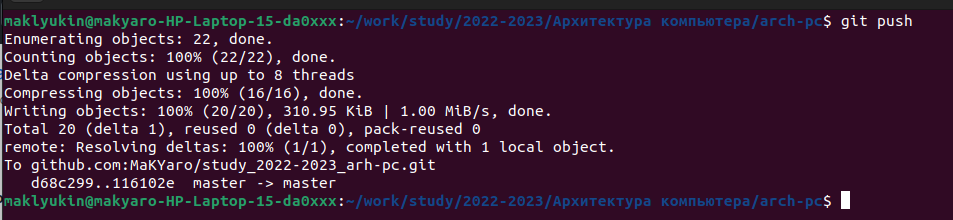 maklyukin@makyaro-HP-Laptop-15-da0xxx:~/work/study/2022-2023/Архитектура компьютера/arch-pc$ git push
Enumerating objects: 22, done.
Counting objects: 100% (22/22), done.
Delta compression using up to 8 threads
Compressing objects: 100% (16/16), done.
Writing objects: 100% (20/20), 310.95 KiB | 1.00 MiB/s, done.
Total 20 (delta 1), reused 0 (delta 0), pack-reused 0
remote: Resolving deltas: 100% (1/1), completed with 1 local object.
To github.com:MaKYaro/study_2022-2023_arh-pc.git
   d68c299..116102e  master -> master
maklyukin@makyaro-HP-Laptop-15-da0xxx:~/work/study/2022-2023/Архитектура компьютера/arch-pc$